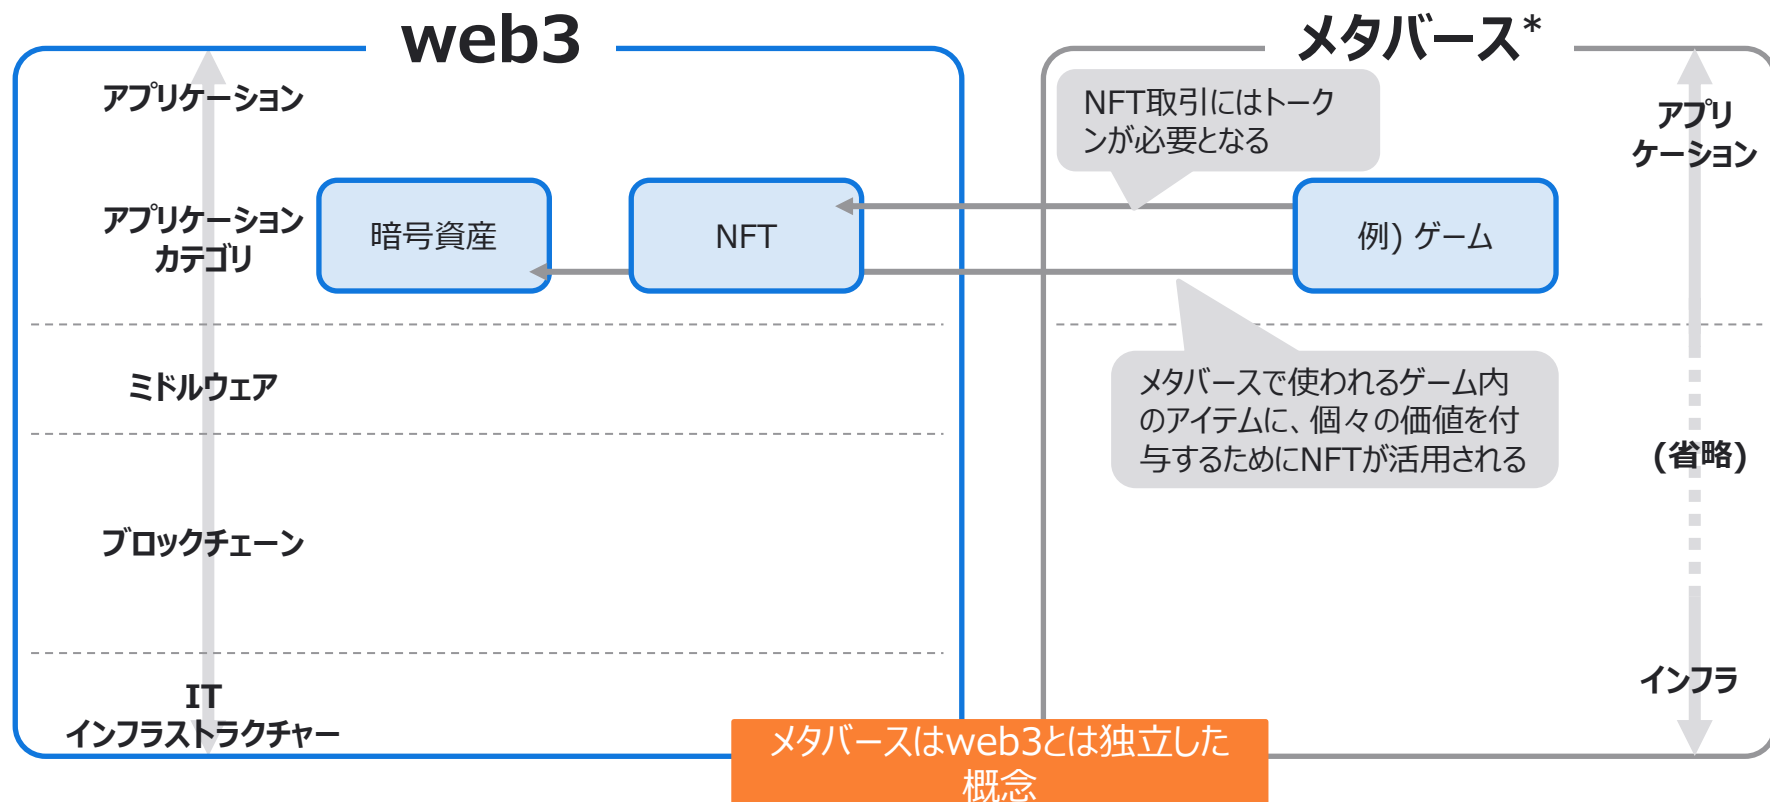 web3
アプリケーション
アプリケーション
カテゴリ
暗号資産
NFT
ミドルウェア
ブロックチェーン
IT
インフラストラクチャー
メタバース*
NFT取引にはトーク
ンが必要となる
アプリ
ケーション
例) ゲーム
メタバースで使われるゲーム内
のアイテムに、個々の価値を付
与するためにNFTが活用される
(省略)
インフラ
メタバースはweb3とは独立した
概念